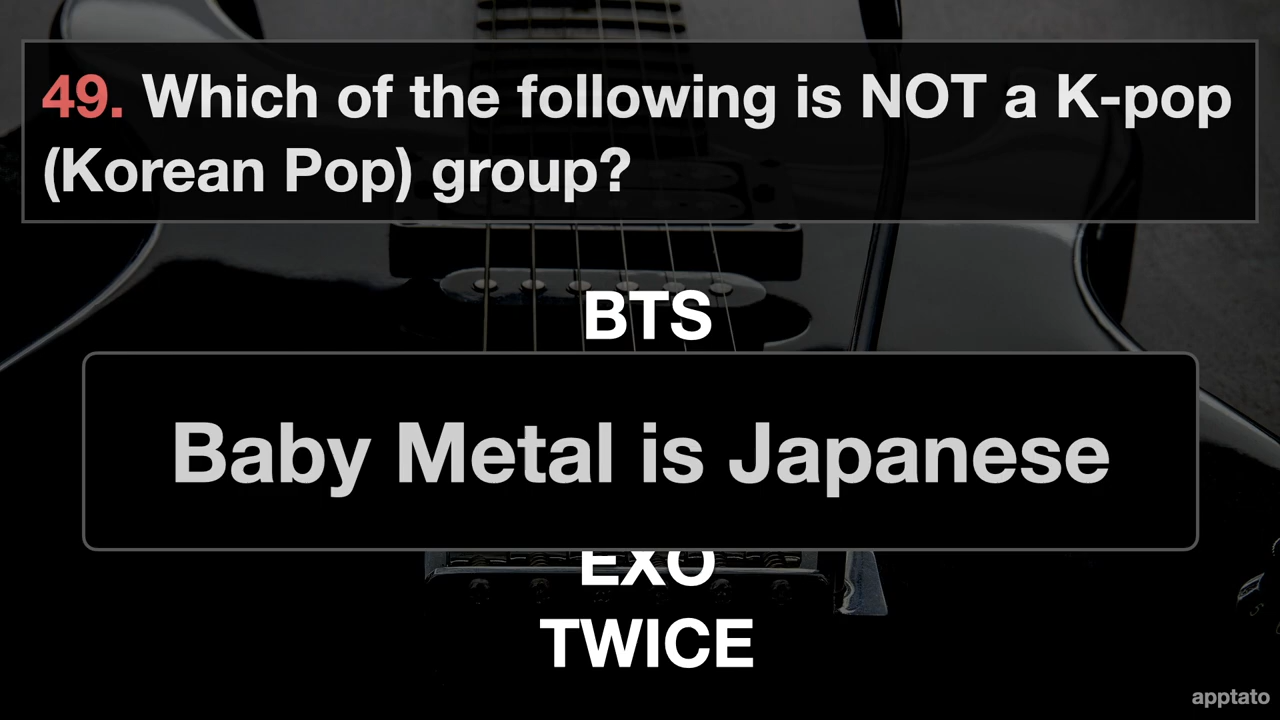 49. Which of the following is NOT a K-pop
(Korean Pop) group?
BTS
Baby Metal is Japanese
EXO
TWICE
apptato